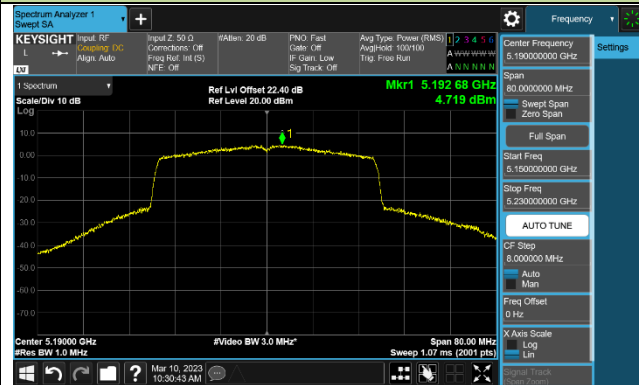 Spectrum Analyzer 1
Swept SA
Frequency
KEYSIGHT
L
Input: RF
Coupling: DC
Align: Auto
Input Z: 50 Ω
Corrections: Off
Freq Ref: Int (S)
NFE: Off
#Atten: 20 dB
PNO: Fast
Gate: Off
IF Gain: Low
Sig Track: Off
Avg Type: Power (RMS)
Avg|Hold: 100/100
Trig: Free Run
1 2 3 4 5 6
A W W W W W
A N N N N N
LXI
1 Spectrum
Scale/Div 10 dB
Log
Ref Lvl Offset 22.40 dB
Ref Level 20.00 dBm
Mkr1 5.192 68 GHz
4.719 dBm
1
10.0
0.00
-10.0
-20.0
-30.0
-40.0
-50.0
-60.0
-70.0
Center 5.19000 GHz
#Res BW 1.0 MHz
#Video BW 3.0 MHz*
Span 80.00 MHz
Sweep 1.07 ms (2001 pts)
Mar 10, 2023
10:30:43 AM
Center Frequency
5.190000000 GHz
Span
80.0000000 MHz
Swept Span
Zero Span
Full Span
Start Freq
5.150000000 GHz
Stop Freq
5.230000000 GHz
AUTO TUNE
CF Step
8.000000 MHz
Auto
Man
Freq Offset
0 Hz
X Axis Scale
Log
Lin
Signal Track
(Span Zoom)
Settings